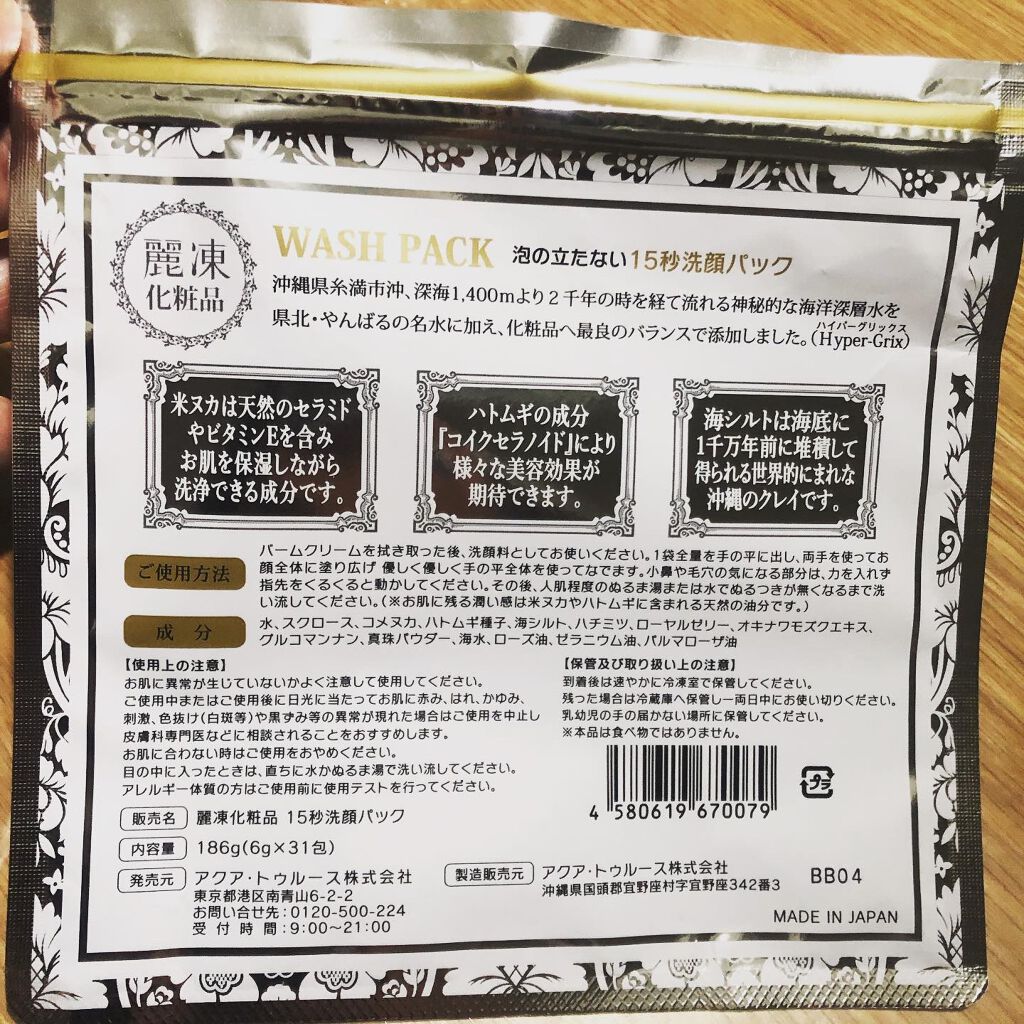 麗凍
化粧品
WASH PACK 泡の立たない15秒洗顔パック
沖縄県糸満市沖、深海1,400mより2千年の時を経て流れる神秘的な海洋深層水を
県北・やんばるの名水に加え、化粧品へ最良のバランスで添加しました。(Hyper-Grix)
ハイパーグリックス
米ヌカは天然のセラミド
やビタミンEを含み
お肌を保湿しながら
洗浄できる成分です。
ハトムギの成分
『コイクセラノイド』により
様々な美容効果が
期待できます。
海シルトは海底に
1千万年前に堆積して
得られる世界的にまれな
沖縄のクレイです。
ご使用方法
バームクリームを拭き取った後、洗顔料としてお使いください。1袋全量を手の平に出し、両手を使ってお
顔全体に塗り広げ 優しく優しく手の平全体を使ってなでます。小鼻や毛穴の気になる部分は、力を入れず
指先をくるくると動かしてください。その後、人肌程度のぬるま湯または水でぬるつきが無くなるまで洗
い流してください。(※お肌に残る潤い感は米ヌカやハトムギに含まれる天然の油分です。)
成 分
水、スクロース、コメヌカ、ハトムギ種子、海シルト、ハチミツ、ローヤルゼリー、オキナワモズクエキス、
グルコマンナン、真珠パウダー、海水、ローズ油、ゼラニウム油、パルマローザ油
【使用上の注意】
お肌に異常が生じていないかよく注意して使用してください。
ご使用中またはご使用後に日光に当たってお肌に赤み、はれ、かゆみ、
刺激、色抜け(白斑等)や黒ずみ等の異常が現れた場合はご使用を中止し
皮膚科専門医などに相談されることをおすすめします。
お肌に合わない時はご使用をおやめください。
目の中に入ったときは、直ちに水かぬるま湯で洗い流してください。
アレルギー体質の方はご使用前に使用テストを行ってください。
【保管及び取り扱い上の注意】
到着後は速やかに冷凍室で保管してください。
残った場合は冷蔵庫へ保管し一両日中にお使い切りください。
乳幼児の手の届かない場所に保管してください。
※本品は食べ物ではありません。
4 580619 670079
プラ
販売名 麗凍化粧品 15秒洗顔パック
内容量 186g(6g×31包)
発売元 アクア・トゥルース株式会社
東京都港区南青山6-2-2
お問い合せ先:0120-500-224
受 付 時 間:9:00〜21:00
製造販売元 アクア・トゥルース株式会社
沖縄県国頭郡宜野座村字宜野座342番3
BB04
MADE IN JAPAN